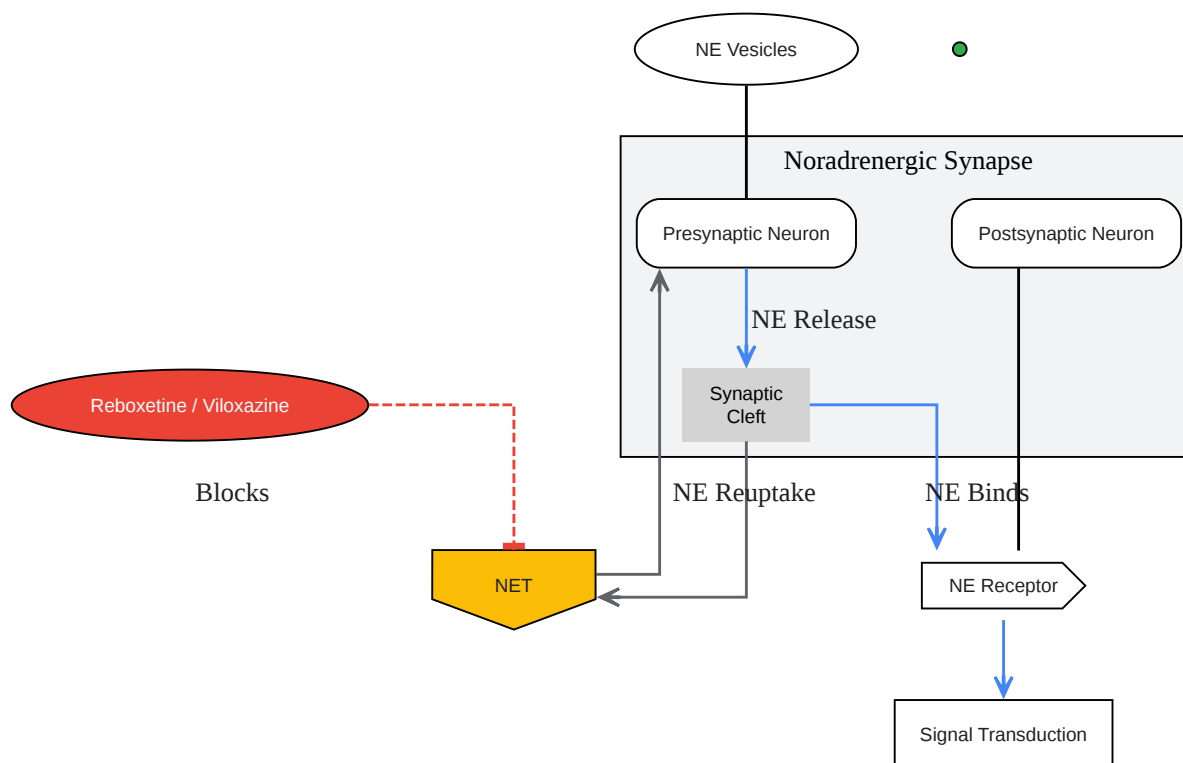 NE Vesicles
Noradrenergic Synapse
Presynaptic Neuron
Postsynaptic Neuron
NE Release
Synaptic
Cleft
Reboxetine / Viloxazine
Blocks
NE Reuptake
NE Binds
NET
NE Receptor
Signal Transduction